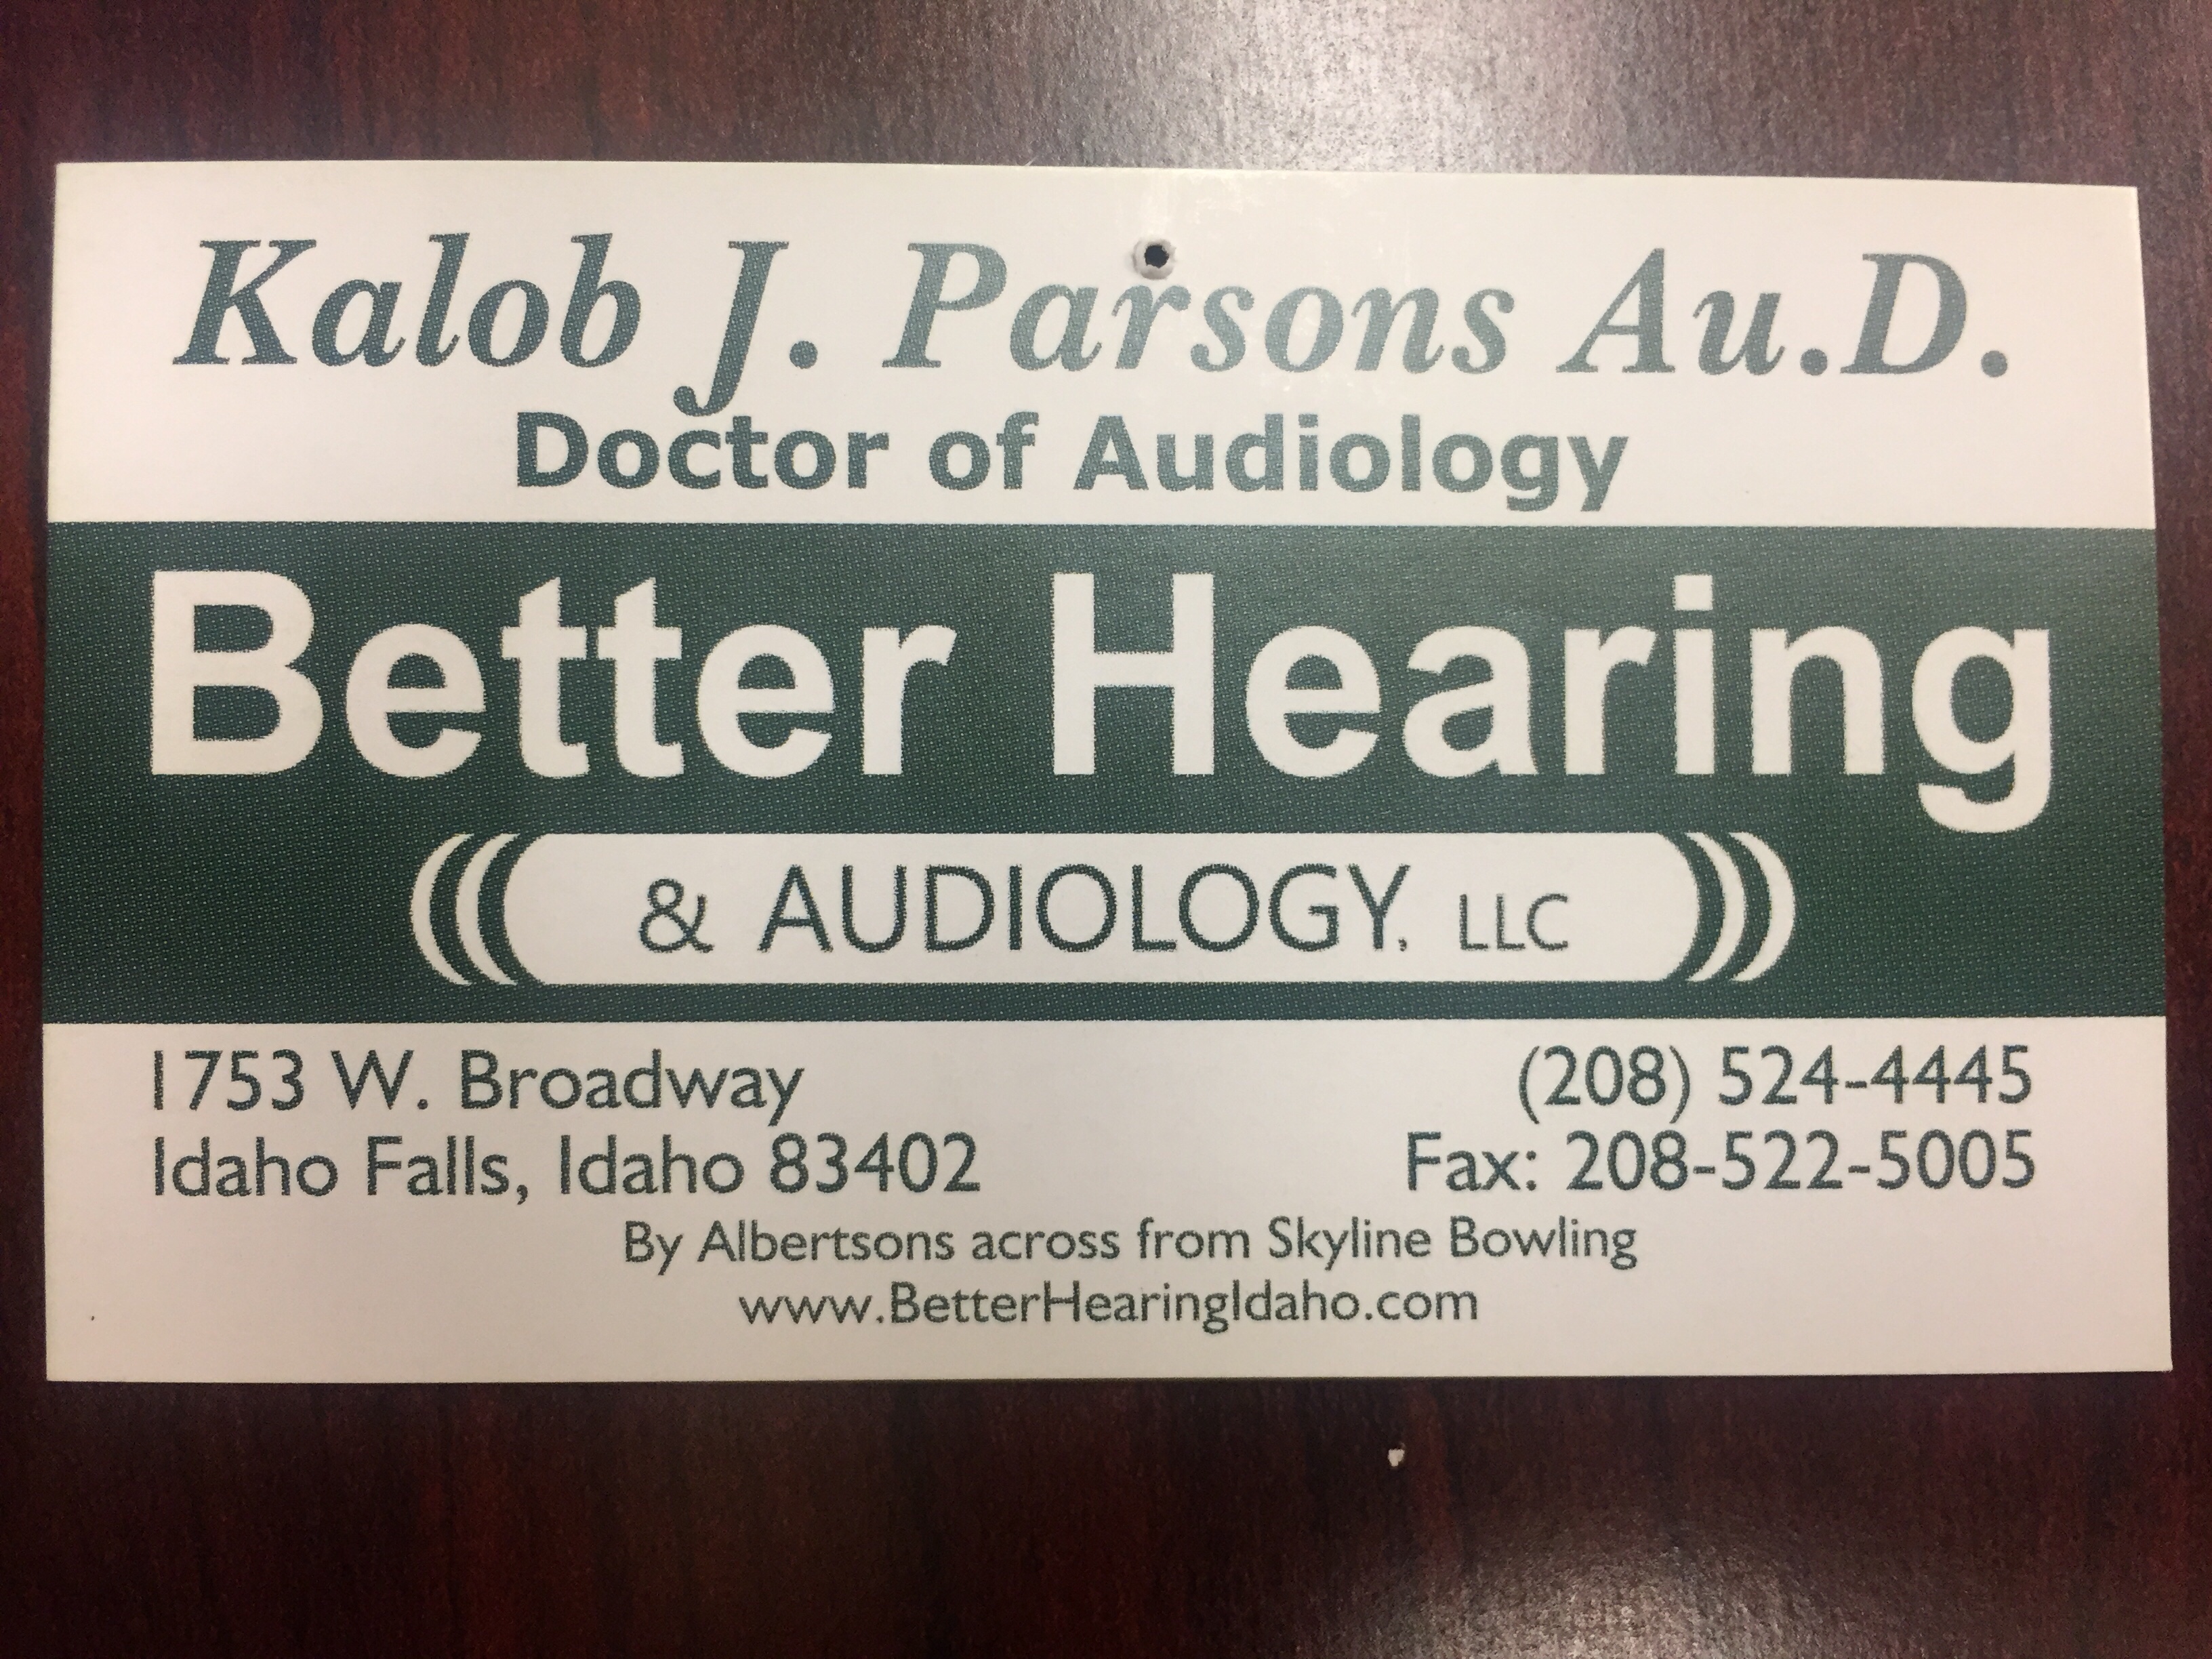 Kalob J. Parsons Au.D.
Doctor of Audiology
Better Hearing
& AUDIOLOGY, LLC
1753 W. Broadway
(208) 524-4445
Idaho Falls, Idaho 83402
Fax: 208-522-5005
By Albertsons across from Skyline Bowling
www.BetterHearingIdaho.com